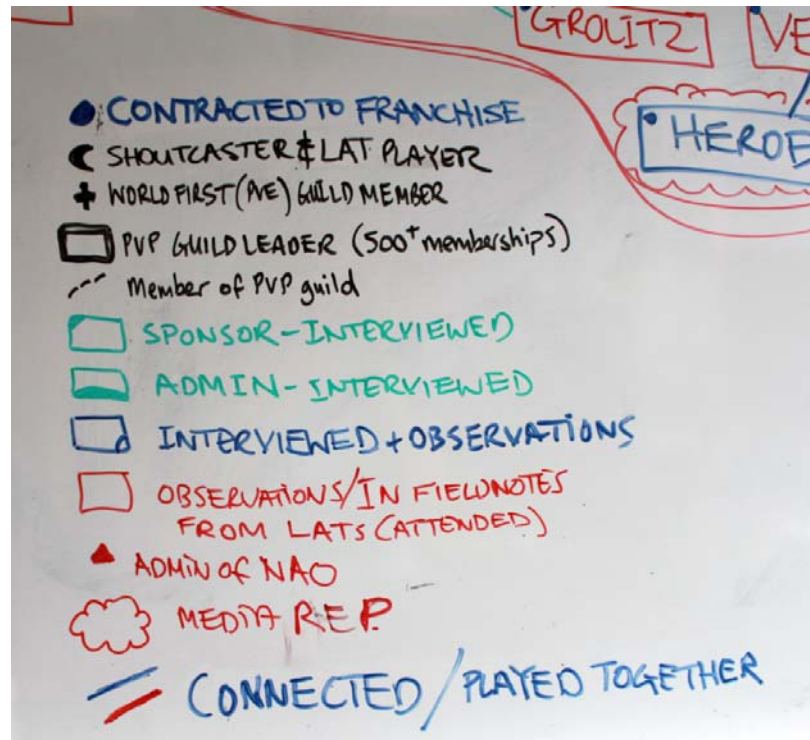 GROLITZ
VE
HEROE
CONTRACTED TO FRANCHISE
SHOUTCASTER & LAT PLAYER
WORLD FIRST (PVE) GUILD MEMBER
PVP GUILD LEADER (500+ memberships)
Member of PVP guild
SPONSOR-INTERVIEWED
ADMIN-INTERVIEWED
INTERVIEWED + OBSERVATIONS
OBSERVATIONS/IN FIELDNOTES
FROM LATS (ATTENDED)
ADMIN OF NAO
MEDIA REP
CONNECTED / PLAYED TOGETHER